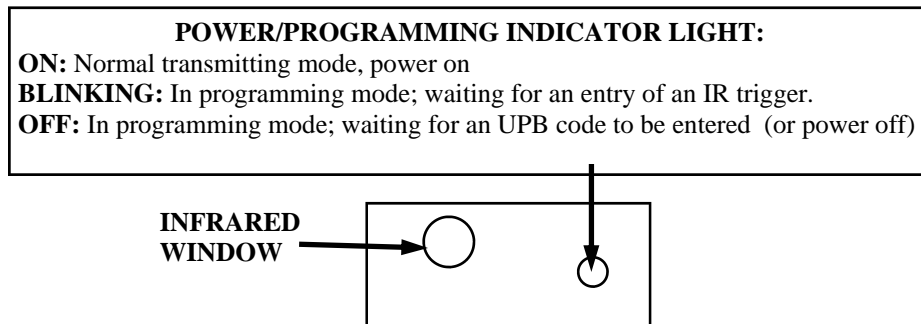 POWER/PROGRAMMING INDICATOR LIGHT:
ON: Normal transmitting mode, power on
BLINKING: In programming mode; waiting for an entry of an IR trigger.
OFF: In programming mode; waiting for an UPB code to be entered (or power off)
INFRARED
WINDOW